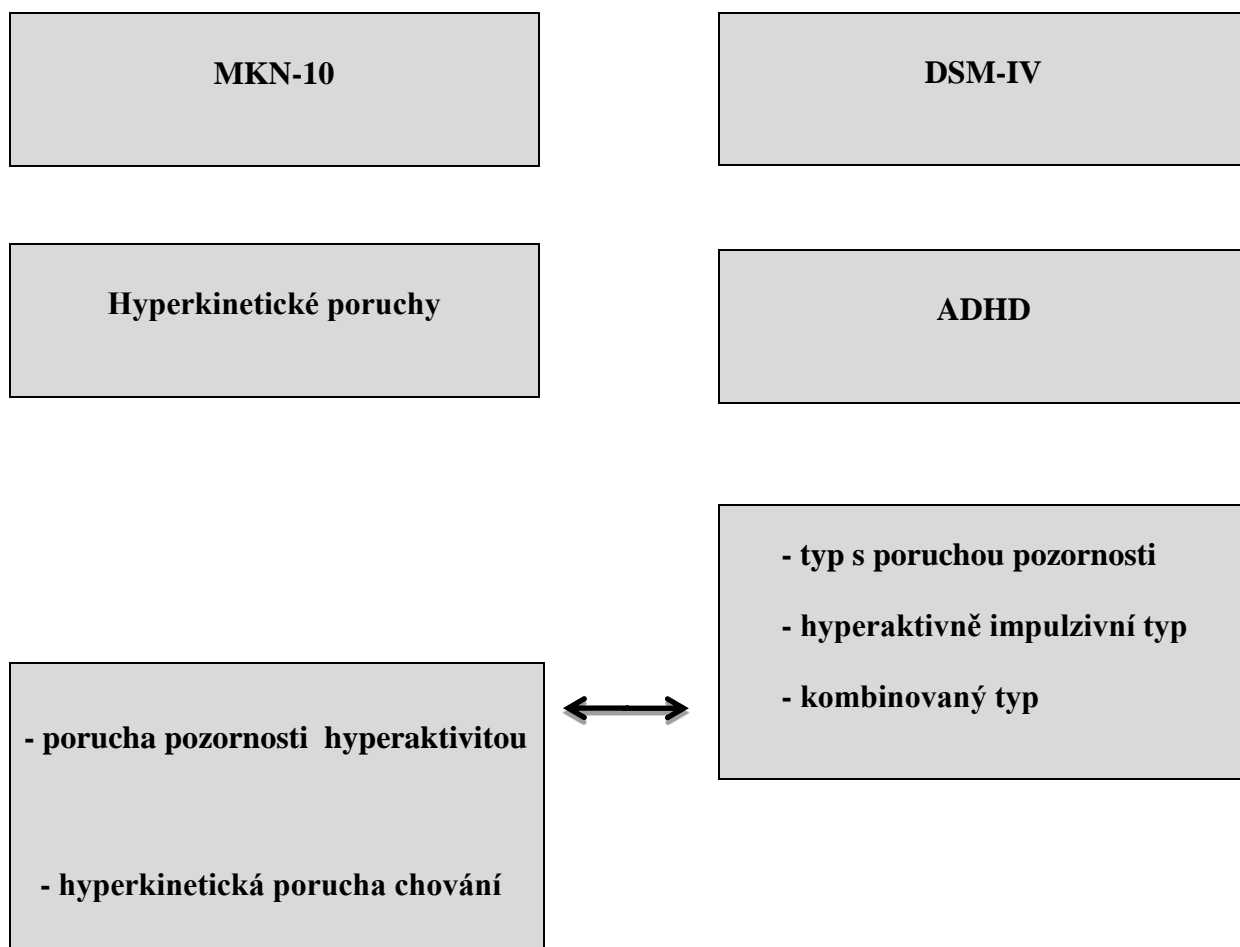 MKN-10
DSM-IV
Hyperkinetické poruchy
ADHD
- typ s poruchou pozornosti
- hyperaktivně impulzivní typ
- kombinovaný typ
- porucha pozornosti hyperaktivitou
- hyperkinetická porucha chování